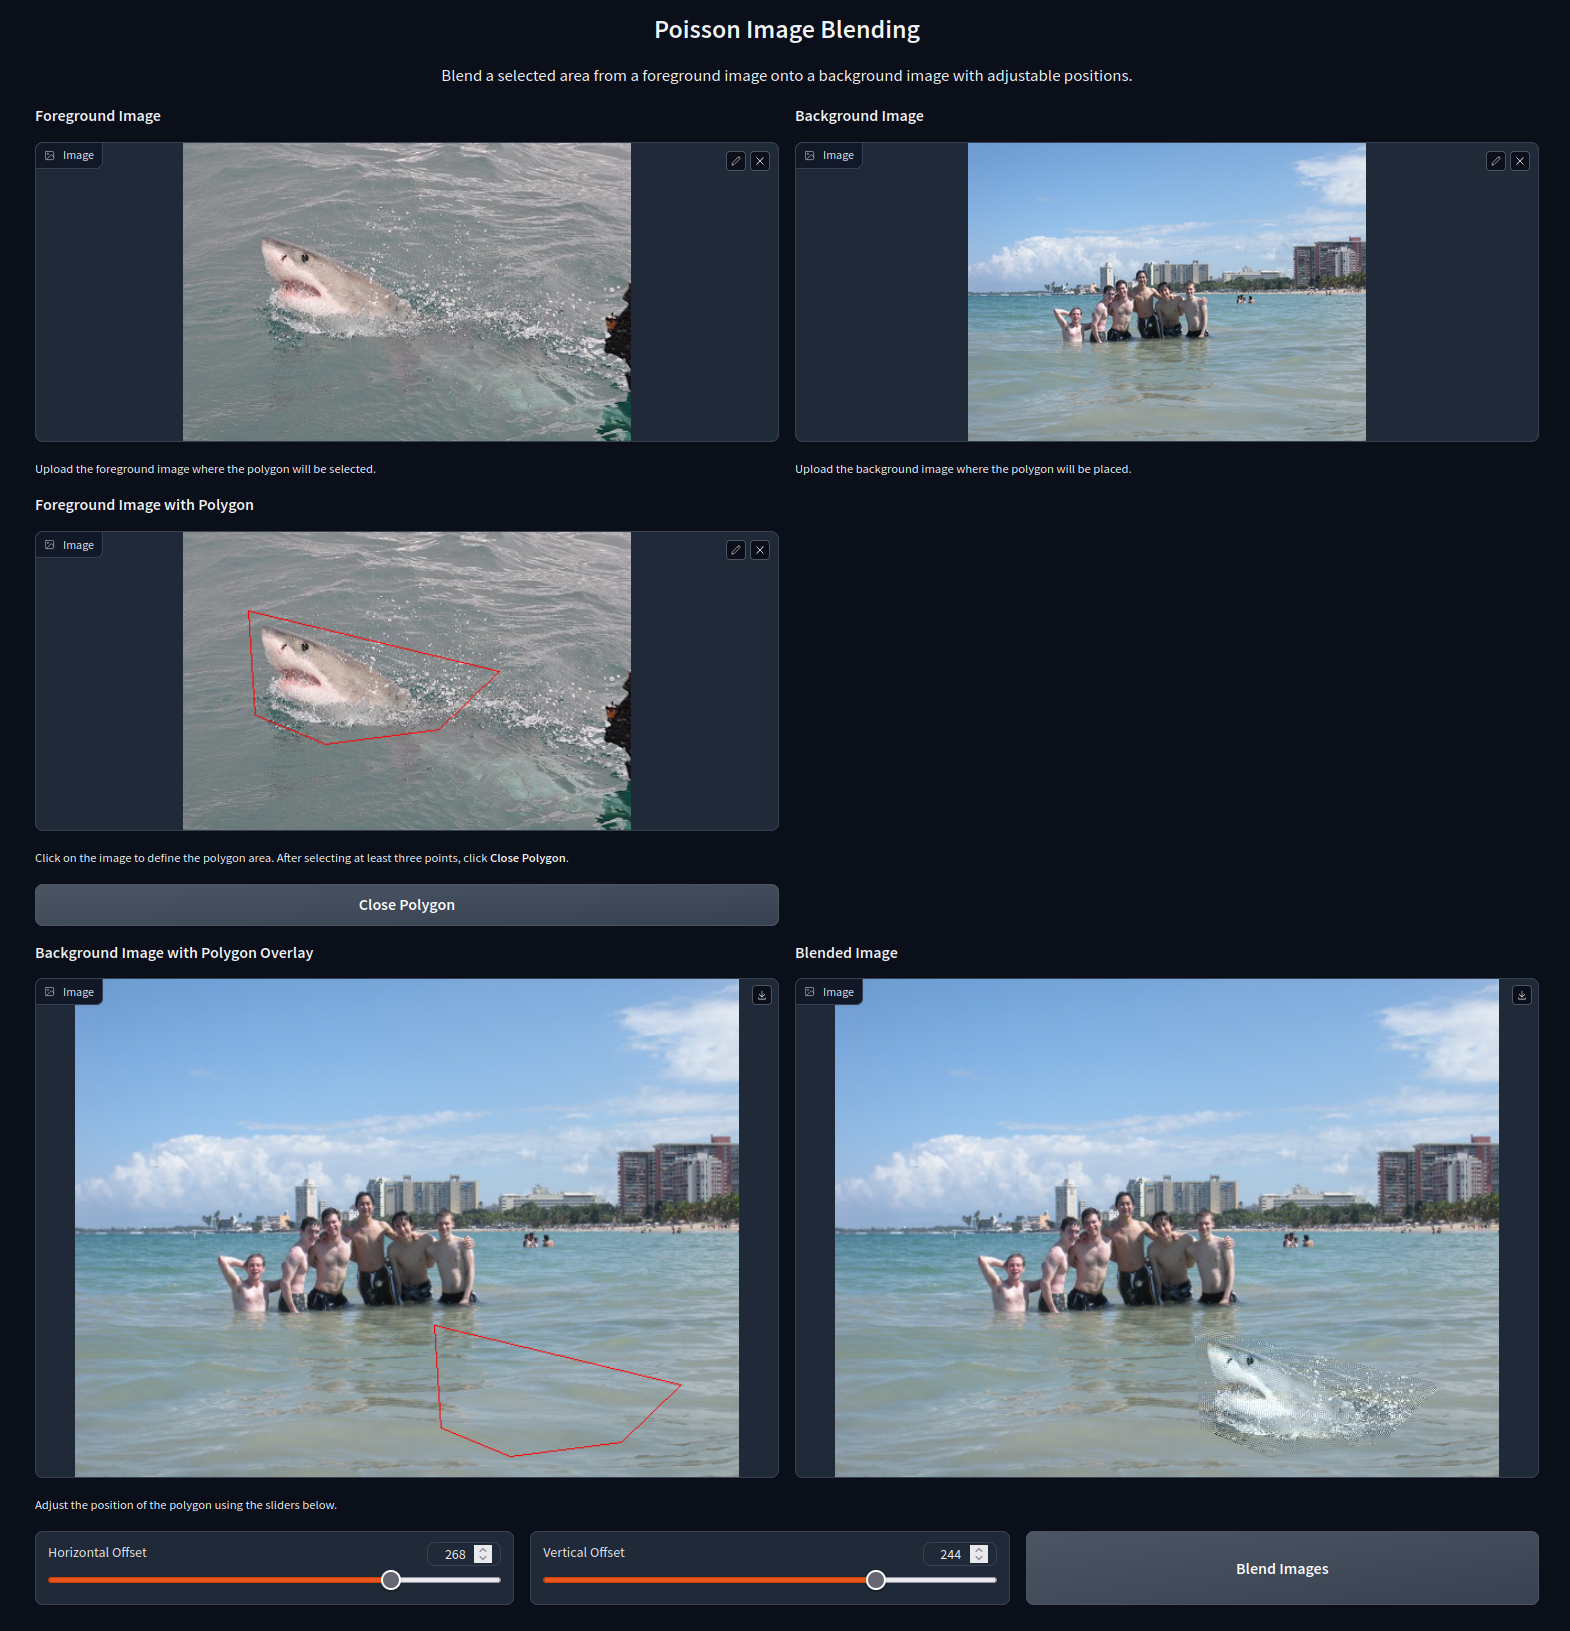 Poisson Image Blending
Blend a selected area from a foreground image onto a background image with adjustable positions.
Foreground Image
Background Image
Image
Image
Upload the foreground image where the polygon will be selected.
Upload the background image where the polygon will be placed.
Foreground Image with Polygon
Image
Click on the image to define the polygon area. After selecting at least three points, click Close Polygon.
Close Polygon
Background Image with Polygon Overlay
Blended Image
Image
Image
Adjust the position of the polygon using the sliders below.
Horizontal Offset
268
Vertical Offset
244
Blend Images